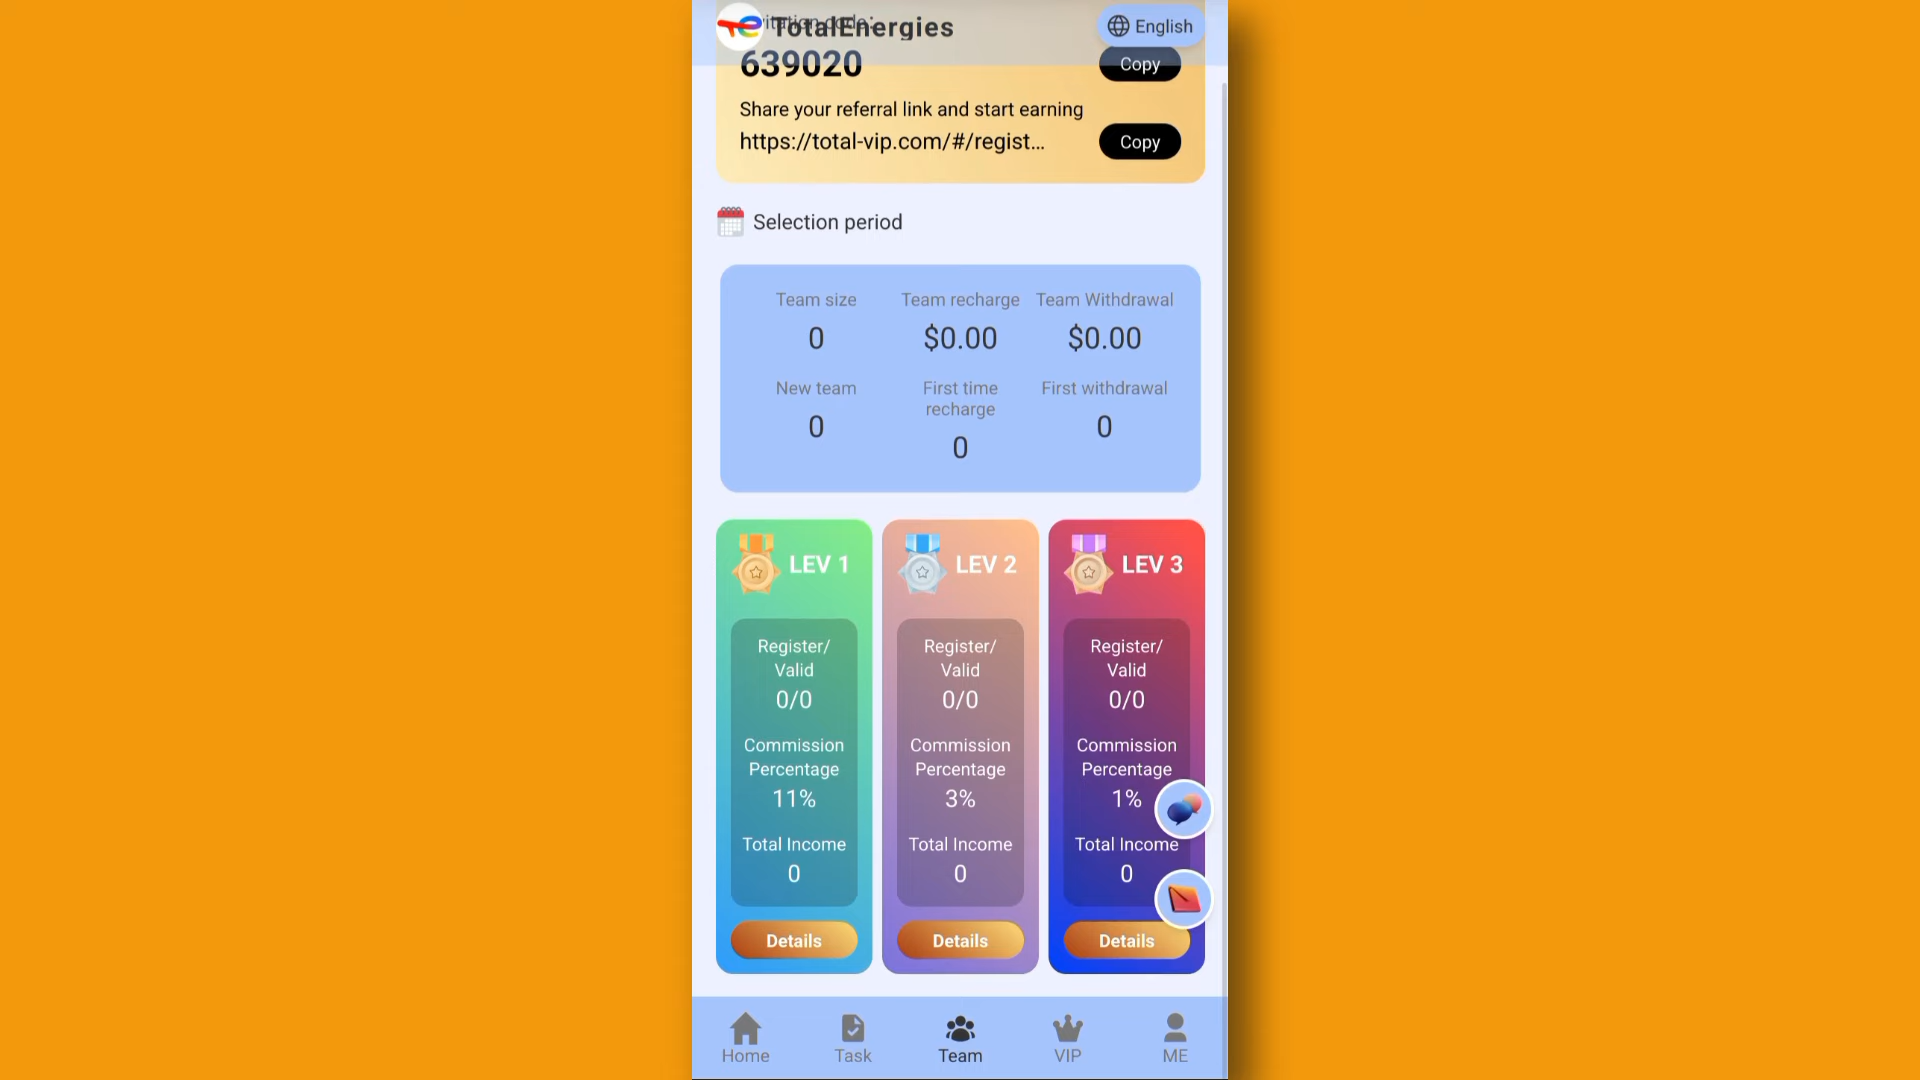 TotalEnergies
English
639020
Copy
Share your referral link and start earning
https://total-vip.com/#/regist...
Copy
Selection period
Team size
Team recharge
Team Withdrawal
0
$0.00
$0.00
New team
First time
recharge
First withdrawal
0
0
0
LEV 1
LEV 2
LEV 3
Register/
Valid
0/0
Commission
Percentage
11%
Total Income
0
Details
Register/
Valid
0/0
Commission
Percentage
3%
Total Income
0
Details
Register/
Valid
0/0
Commission
Percentage
1%
Total Income
0
Details
Home
Task
Team
VIP
ME